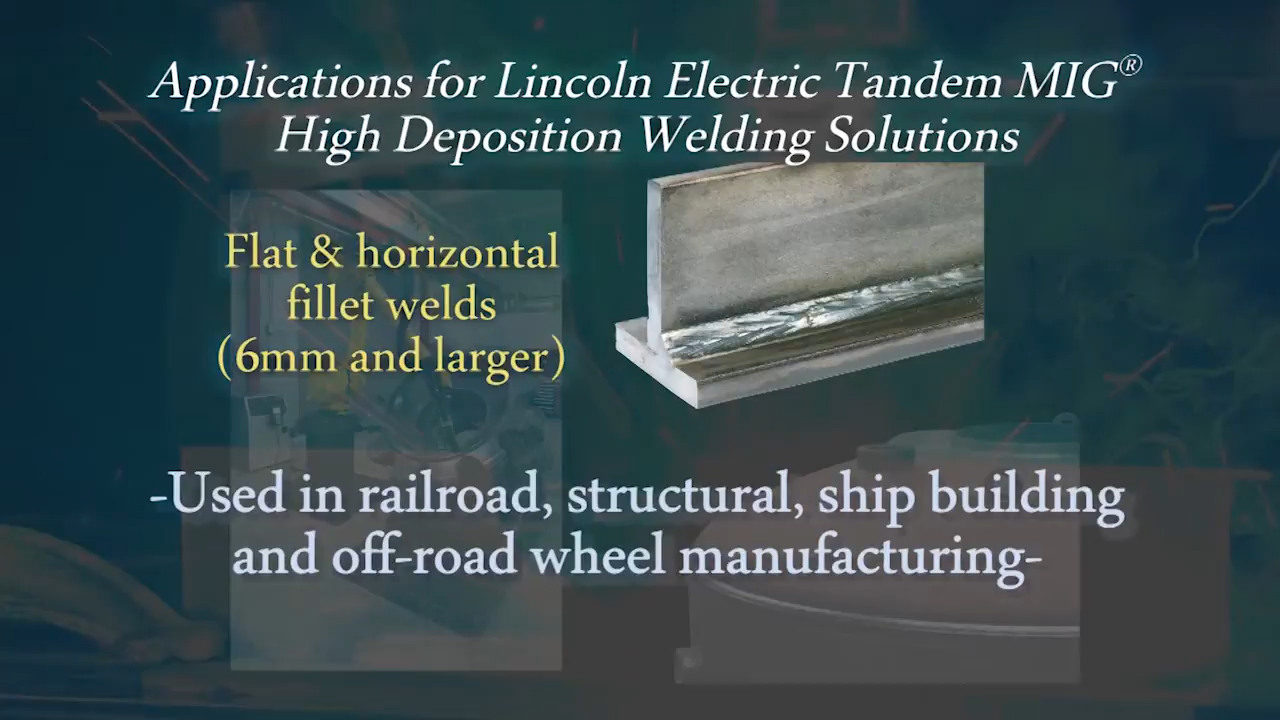 Applications for Lincoln Electric Tandem MIG®
High Deposition Welding Solutions
Flat & horizontal
fillet welds
(6mm and larger)
-Used in railroad, structural, ship building
and off-road wheel manufacturing-